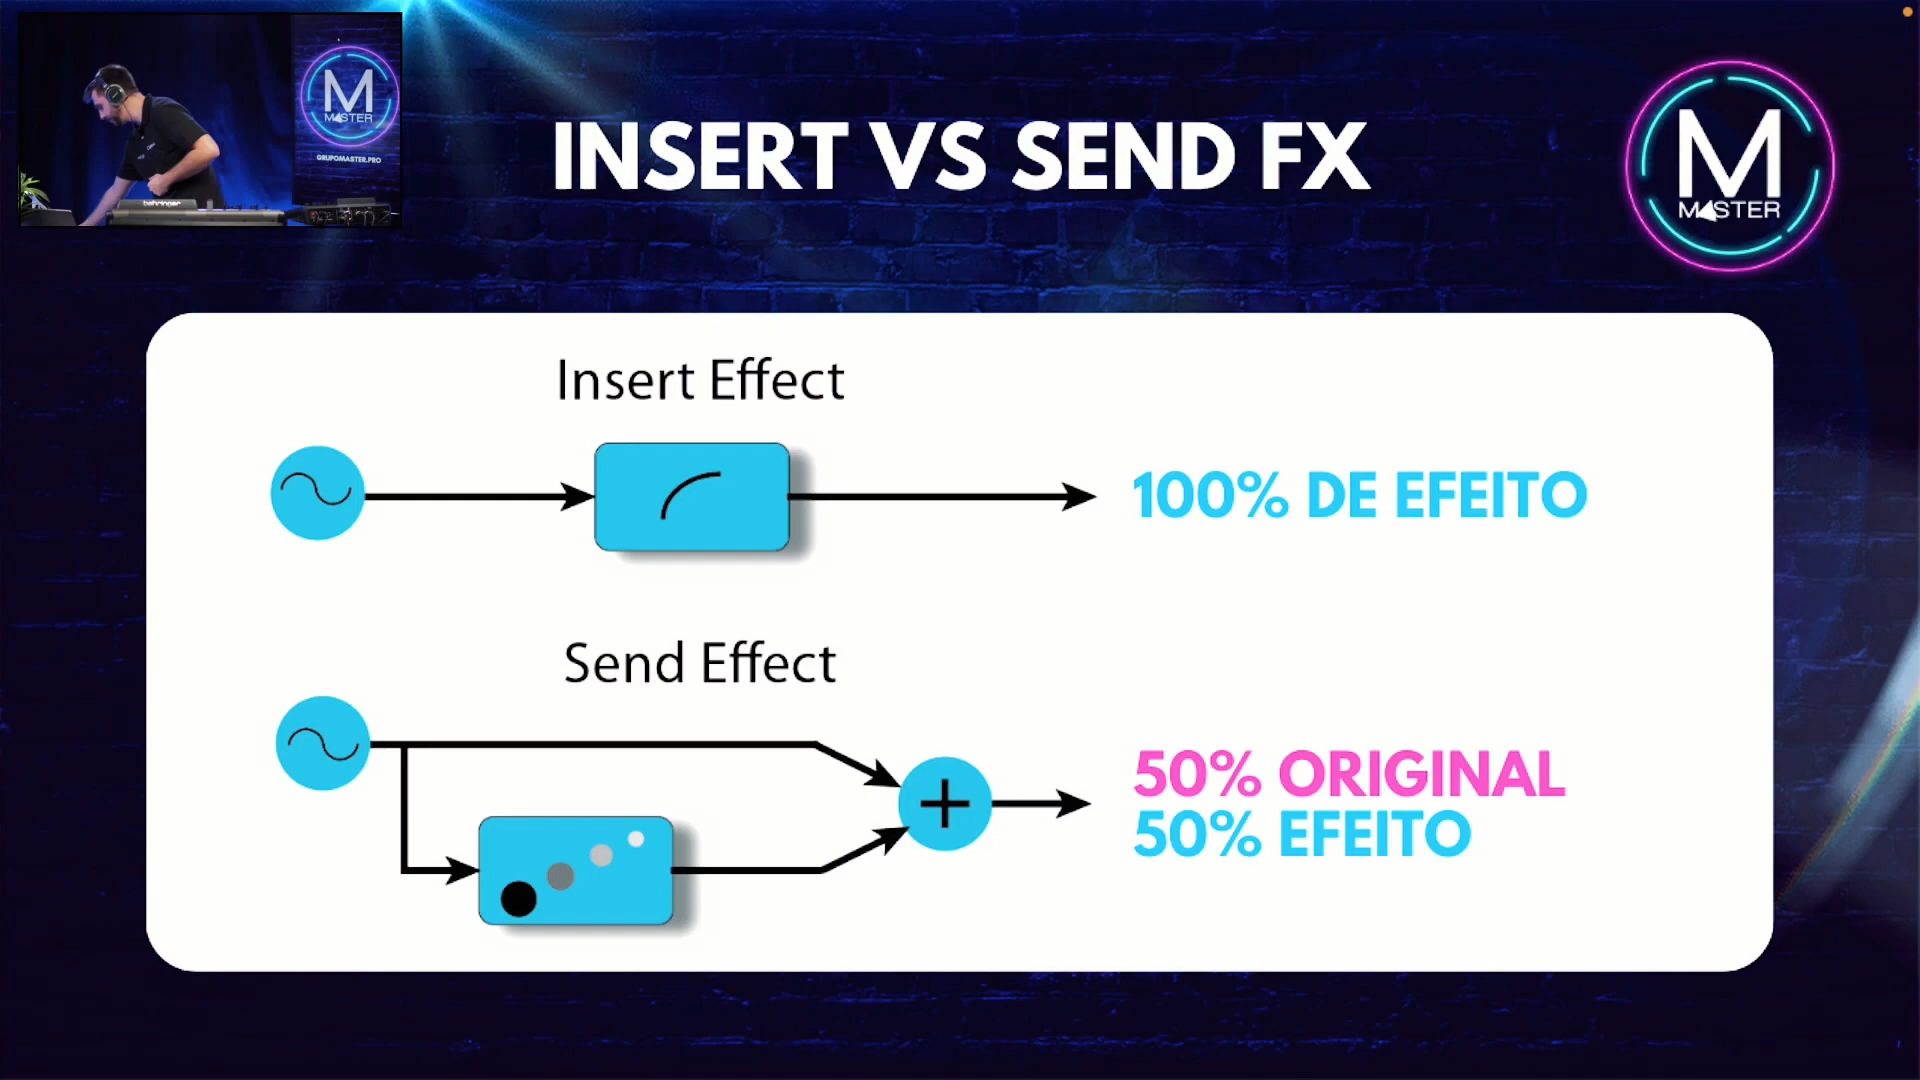 M
MASTER
GRUPOMASTER.PRO
behringer
INSERT VS SEND FX
M
MASTER
Insert Effect
100% DE EFEITO
Send Effect
50% ORIGINAL
50% EFEITO